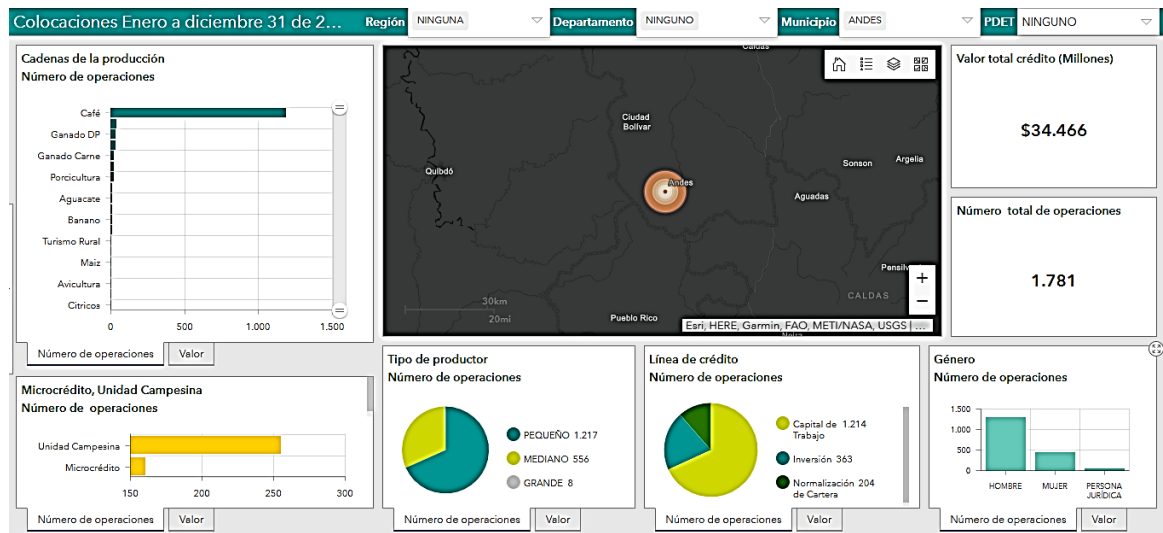 Colocaciones Enero a diciembre 31 de 2...
Región NINGUNA
Departamento NINGUNO
Municipio ANDES
PDET NINGUNO
Cadenas de la producción
Número de operaciones
Café
Ganado DP
Ganado Carne
Porcicultura
Aguacate
Banano
Turismo Rural
Maiz
Avicultura
Citricos
0 500 1.000 1.500
Número de operaciones Valor
Caldas
Ciudad
Bolívar
Quibdó
Andes
Sonson
Argelia
Aguadas
Pensilv
CALDAS
30km
20mi
Pueblo Rico
Neira
Esri, HERE, Garmin, FAO, METI/NASA, USGS | ...
+
−
Valor total crédito (Millones)
$34.466
Número total de operaciones
1.781
Microcrédito, Unidad Campesina
Número de operaciones
Unidad Campesina
Microcrédito
150 200 250 300
Número de operaciones Valor
Tipo de productor
Número de operaciones
PEQUEÑO 1.217
MEDIANO 556
GRANDE 8
Número de operaciones Valor
Línea de crédito
Número de operaciones
Capital de 1.214
Trabajo
Inversión 363
Normalización 204
de Cartera
Número de operaciones Valor
Género
Número de operaciones
1.500
1.000
500
0
HOMBRE MUJER PERSONA
JURÍDICA
Número de operaciones Valor